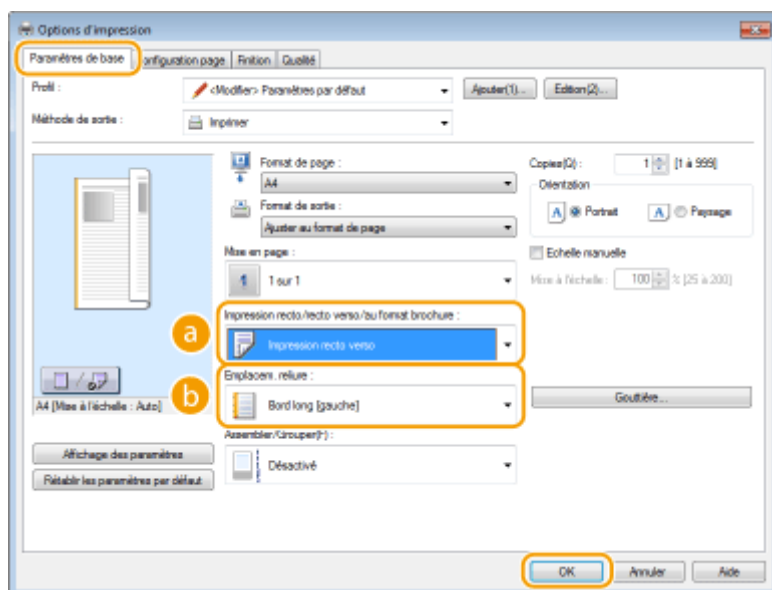 Options d'impression
Paramètres de base Configuration page Finition Qualité
Profil : <Modifier> Paramètres par défaut Ajouter(1)... Edition(2)...
Méthode de sortie : Imprimer
Format de page : Copies(Q) : 1 [1 à 999]
A4 Orientation
Format de sortie : A Portrait A Paysage
Ajuster au format de page
Mise en page : Echelle manuelle
1 1 sur 1 Mise à l'échelle : 100 % [25 à 200]
Impression recto/recto verso/au format brochure :
a Impression recto verso
Emplacem. reliure :
b Bord long [gauche] Gouttière...
A4 [Mise à l'échelle : Auto]
Assembler/Grouper(F) :
Affichage des paramètres Désactivé
Rétablir les paramètres par défaut
OK Annuler Aide